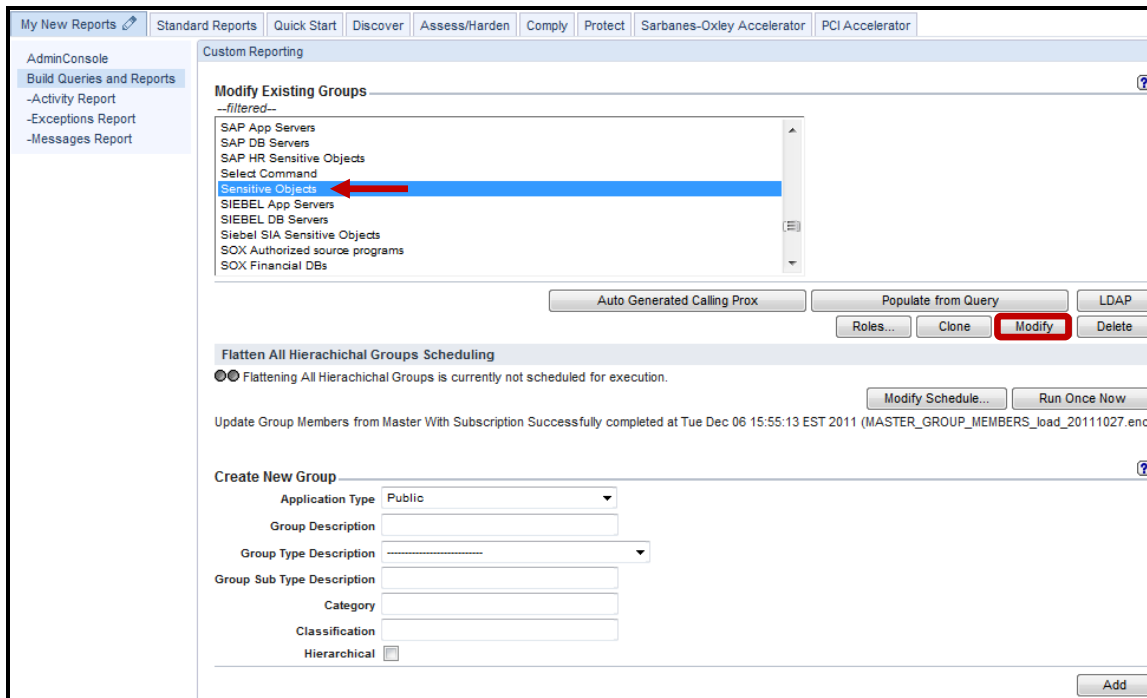 My New Reports Standard Reports Quick Start Discover Assess/Harden Comply Protect Sarbanes-Oxley Accelerator PCI Accelerator
AdminConsole
Build Queries and Reports
-Activity Report
-Exceptions Report
-Messages Report
Custom Reporting
Modify Existing Groups
?
--filtered--
SAP App Servers
SAP DB Servers
SAP HR Sensitive Objects
Select Command
Sensitive Objects
SIEBEL App Servers
SIEBEL DB Servers
Siebel SIA Sensitive Objects
SOX Authorized source programs
SOX Financial DBs
Auto Generated Calling Prox Populate from Query LDAP
Roles... Clone Modify Delete
Flatten All Hierachichal Groups Scheduling
Flattening All Hierachichal Groups is currently not scheduled for execution.
Modify Schedule... Run Once Now
Update Group Members from Master With Subscription Successfully completed at Tue Dec 06 15:55:13 EST 2011 (MASTER_GROUP_MEMBERS_load_20111027.enc
Create New Group
?
Application Type Public
Group Description
Group Type Description ---------------------------
Group Sub Type Description
Category
Classification
Hierarchical
Add